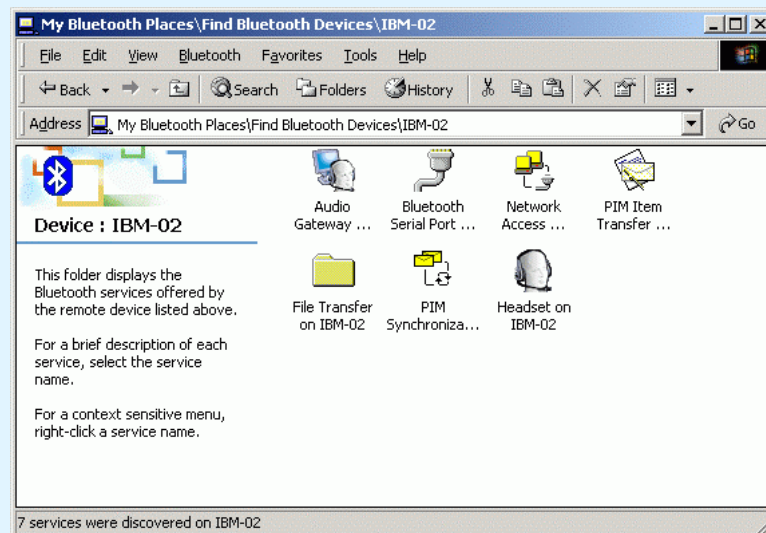 My Bluetooth Places\Find Bluetooth Devices\IBM-02
File Edit View Bluetooth Favorites Tools Help
Back Search Folders History
Address My Bluetooth Places\Find Bluetooth Devices\IBM-02 Go
Device : IBM-02
This folder displays the
Bluetooth services offered by
the remote device listed above.
For a brief description of each
service, select the service
name.
For a context sensitive menu,
right-click a service name.
Audio
Gateway ...
Bluetooth
Serial Port ...
Network
Access ...
PIM Item
Transfer ...
File Transfer
on IBM-02
PIM
Synchroniza...
Headset on
IBM-02
7 services were discovered on IBM-02